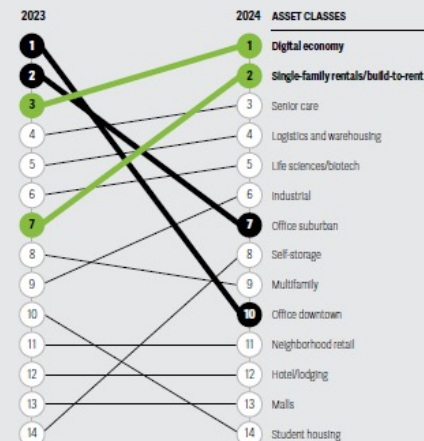 2023 2024 ASSET CLASSES
1 1 Digital economy
2 2 Single-family rentals/build-to-rent
3 3 Senior care
4 4 Logistics and warehousing
5 5 Life sciences/biotech
6 6 Industrial
7 7 Office suburban
8 8 Self-storage
9 9 Multifamily
10 10 Office downtown
11 11 Neighborhood retail
12 12 Hotel/lodging
13 13 Malls
14 14 Student housing